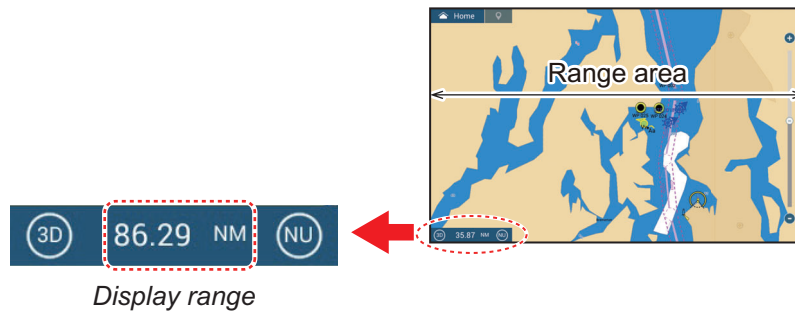 Home
Range area
3D 35.87 NM NU
3D 86.29 NM NU
Display range